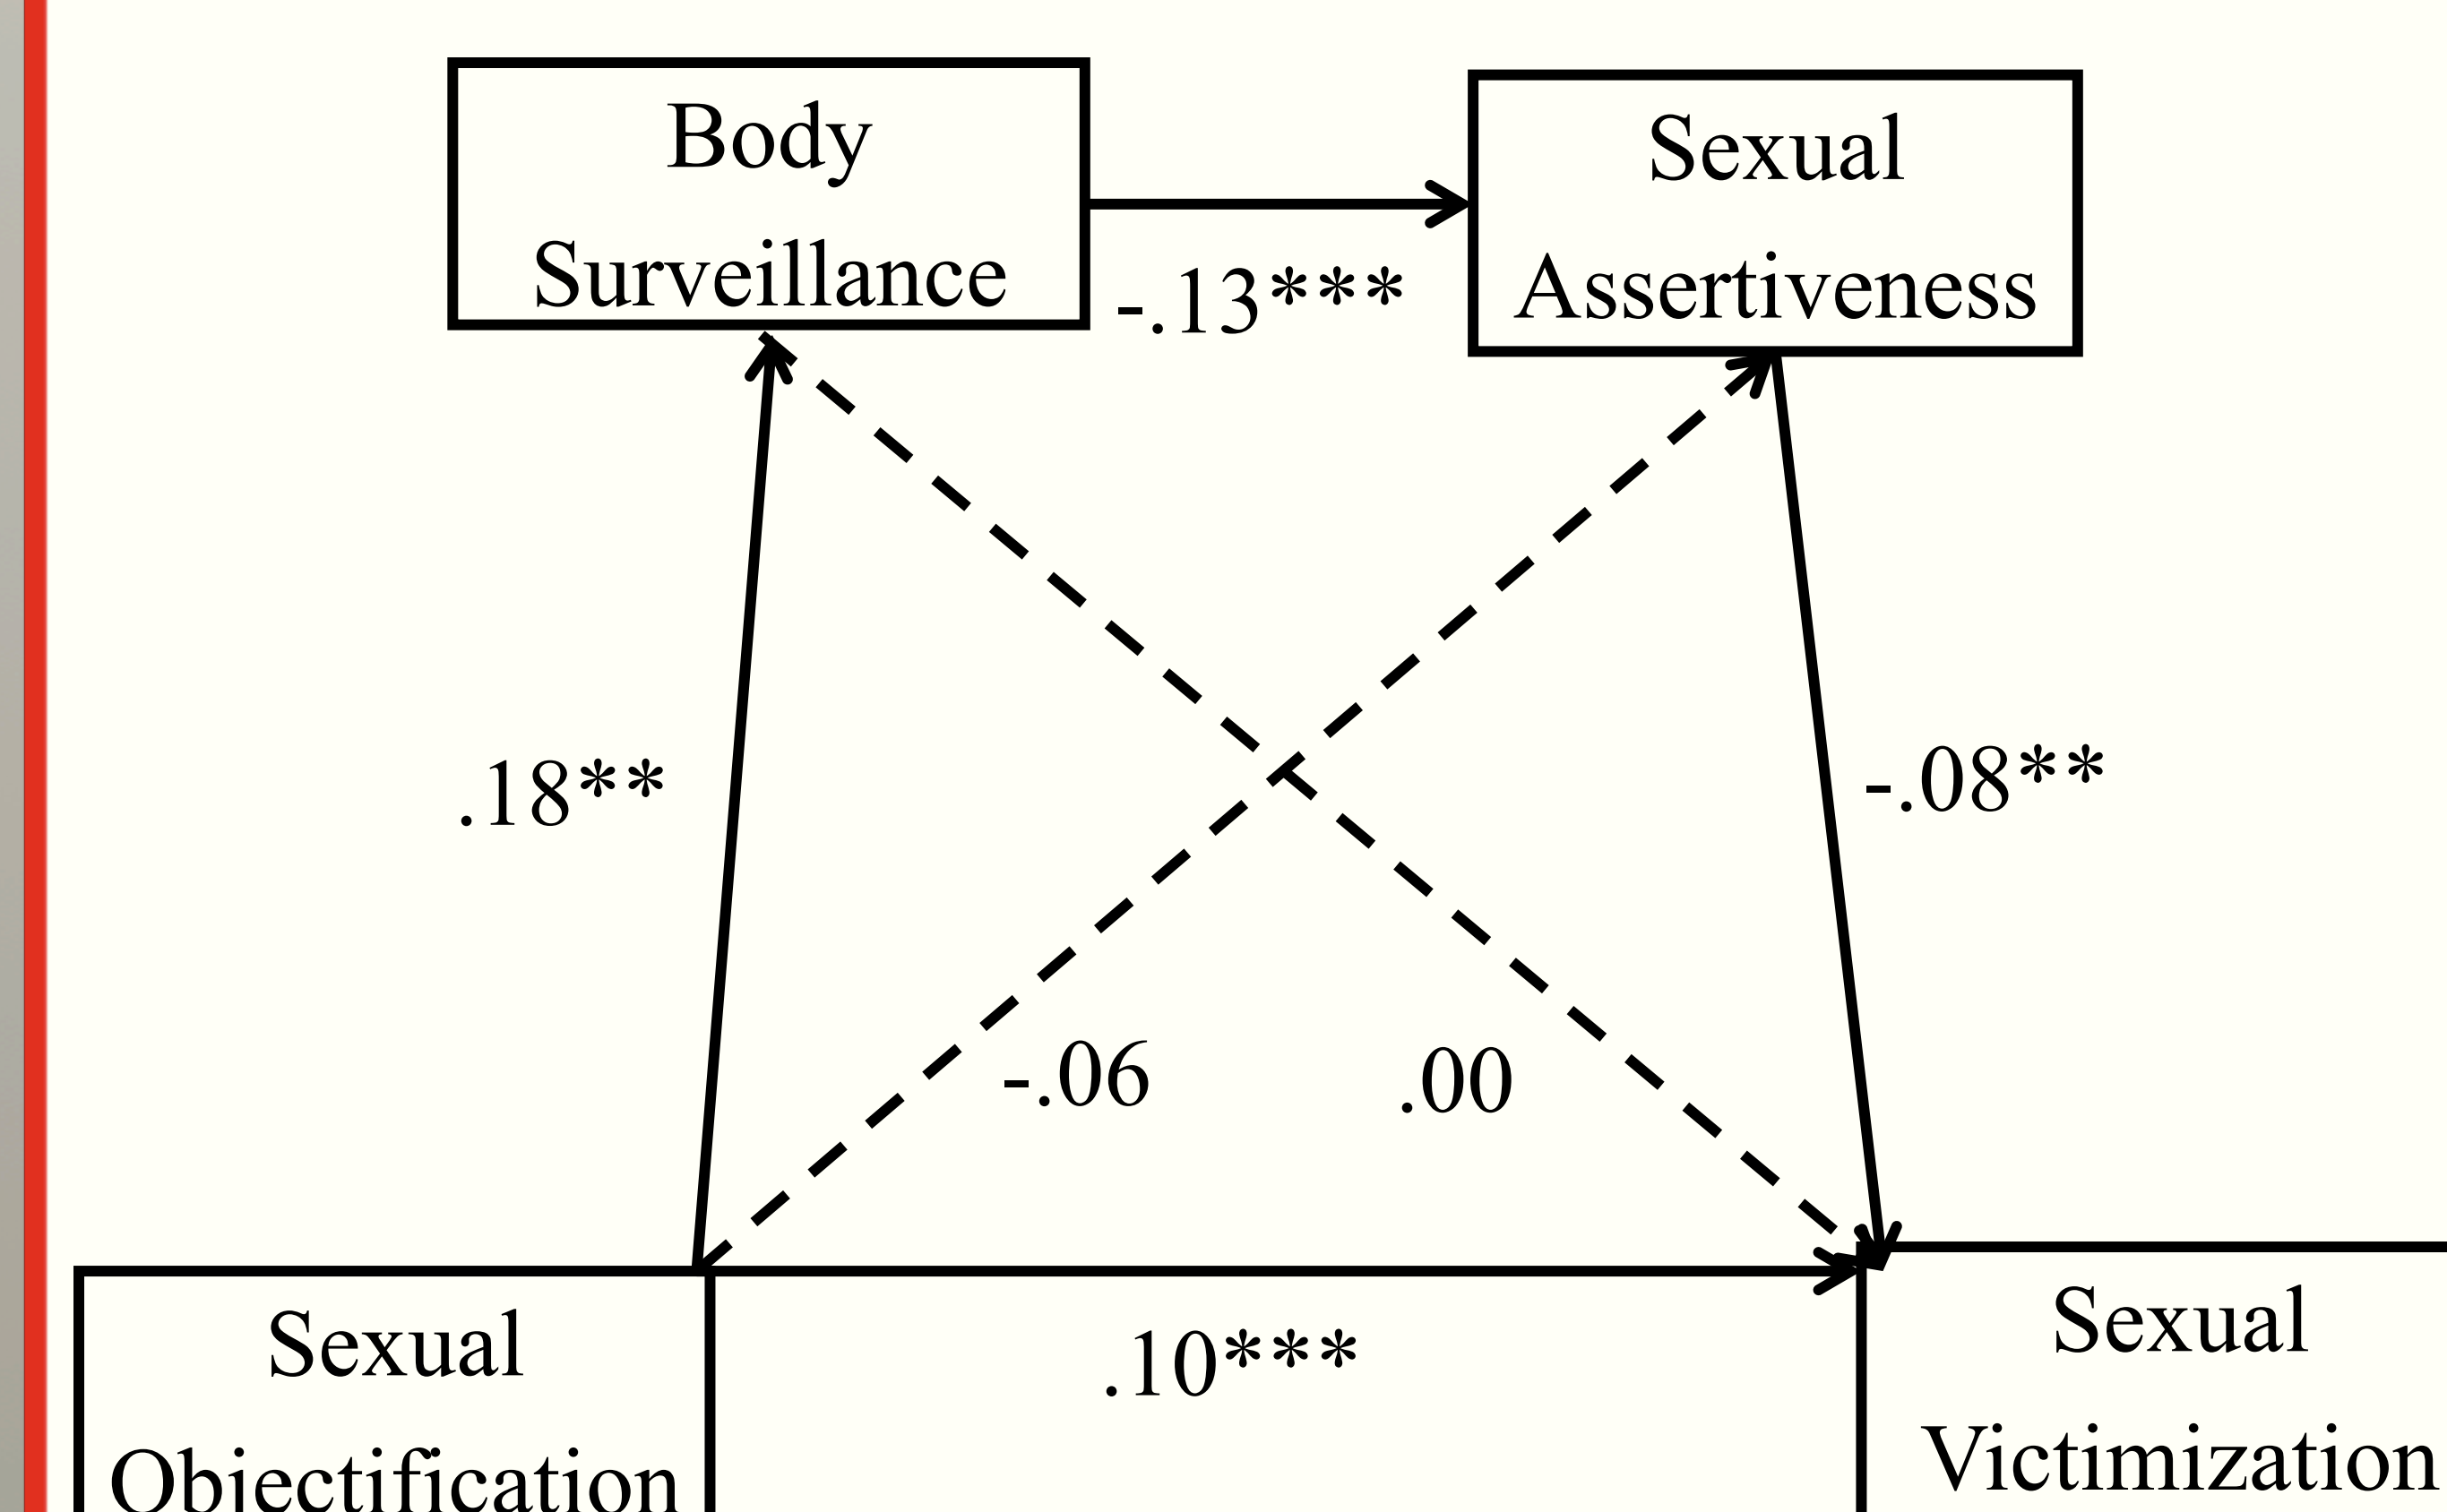 Body
Surveillance
Sexual
Assertiveness
-.13***
.18**
-.08**
-.06
.00
.10***
Sexual
Objectification
Sexual
Victimization